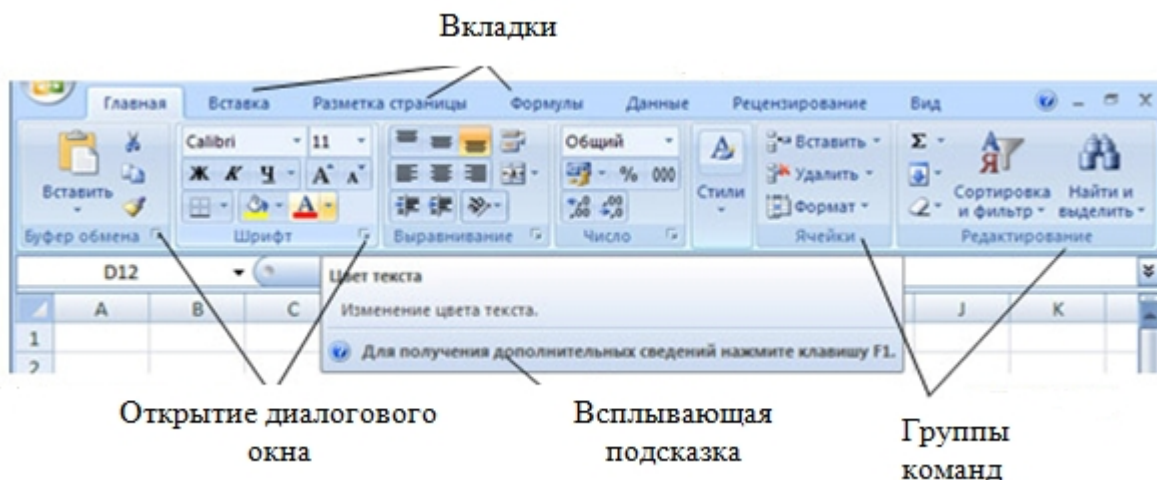 Вкладки
Главная Вставка Разметка страницы Формулы Данные Рецензирование Вид
Calibri 11 Общий Вставить Σ
Ж К Ч А А % 000 Удалить
Вставить Стили Формат Сортировка и фильтр Найти и выделить
Буфер обмена Шрифт Выравнивание Число Ячейки Редактирование
D12 Цвет текста
A B C J K
Изменение цвета текста.
1
Для получения дополнительных сведений нажмите клавишу F1.
2
Открытие диалогового
окна
Всплывающая
подсказка
Группы
команд